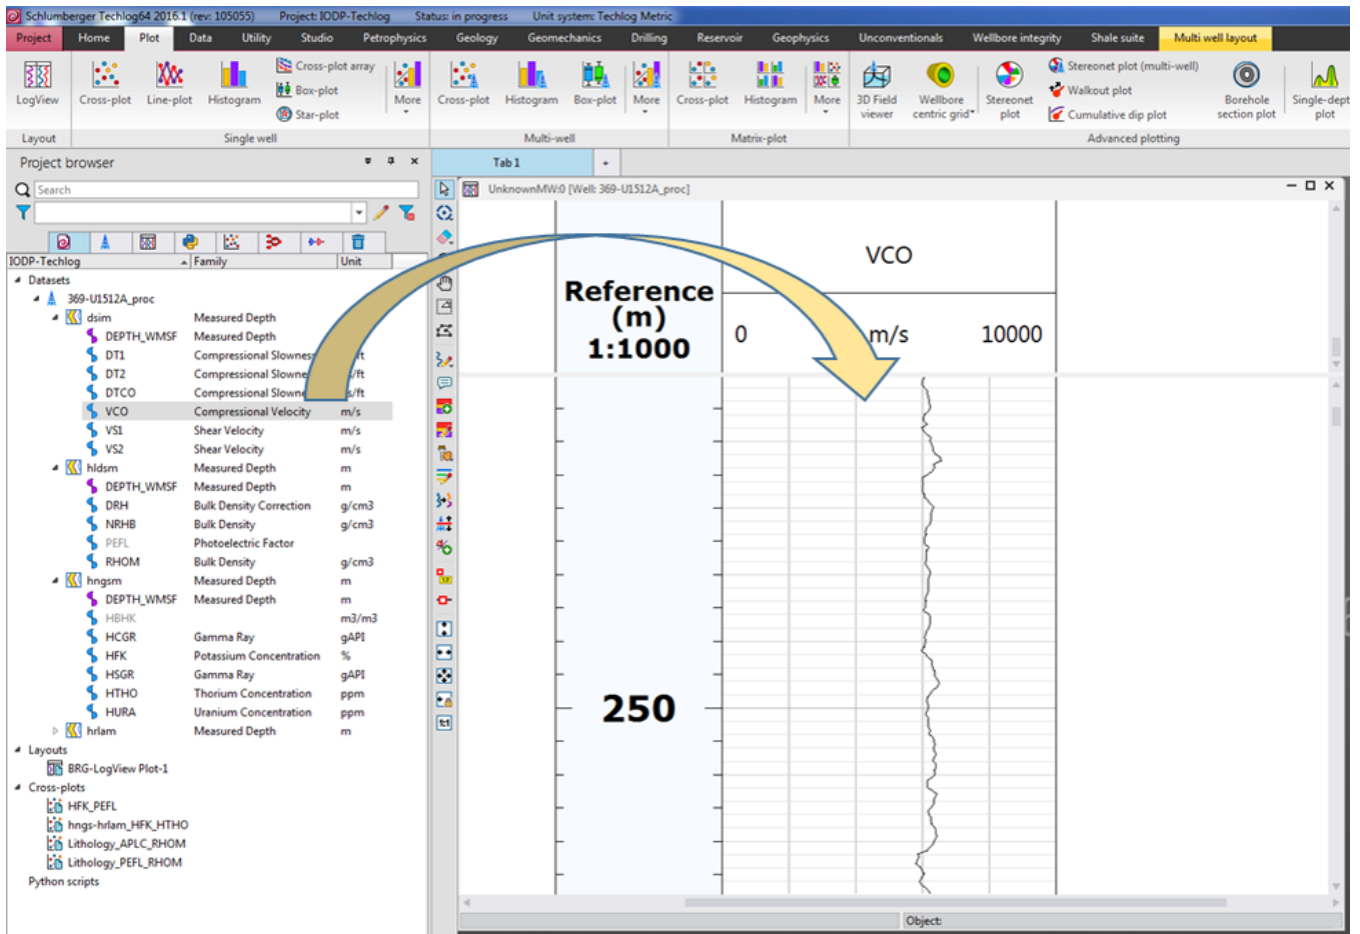 Schlumberger Techlog64 2016.1 (rev: 105055) Project: IODP-Techlog Status: in progress Unit system: Techlog Metric
Project Home Plot Data Utility Studio Petrophysics Geology Geomechanics Drilling Reservoir Geophysics Unconventionals Wellbore integrity Shale suite Multi well layout
LogView Cross-plot Line-plot Histogram Cross-plot array Box-plot Star-plot More Cross-plot Histogram Box-plot More Cross-plot Histogram More 3D Field viewer Wellbore centric grid Stereonet plot Stereonet plot (multi-well) Walkout plot Cumulative dip plot Borehole section plot Single-dept plot
Layout Single well Multi-well Matrix-plot Advanced plotting
Project browser
Search
IODP-Techlog Family Unit
Datasets
369-U1512A_proc
dsim Measured Depth
DEPTH_WMSF Measured Depth
DT1 Compressional Slowness /ft
DT2 Compressional Slowne /ft
DTCO Compressional Slown s/ft
VCO Compressional Velocity m/s
VS1 Shear Velocity m/s
VS2 Shear Velocity m/s
hldsm Measured Depth m
DEPTH_WMSF Measured Depth m
DRH Bulk Density Correction g/cm3
NRHB Bulk Density g/cm3
PEFL Photoelectric Factor
RHOM Bulk Density g/cm3
hngsm Measured Depth m
DEPTH_WMSF Measured Depth m
HBHK m3/m3
HCGR Gamma Ray gAPI
HFK Potassium Concentration %
HSGR Gamma Ray gAPI
HTHO Thorium Concentration ppm
HURA Uranium Concentration ppm
hrlam Measured Depth m
Layouts
BRG-LogView Plot-1
Cross-plots
HFK_PEFL
hngs-hrlam_HFK_HTHO
Lithology_APLC_RHOM
Lithology_PEFL_RHOM
Python scripts
Tab 1 +
UnknownMW:0 [Well: 369-U1512A_proc]
VCO
Reference
(m)
1:1000
0 m/s 10000
250
Object: